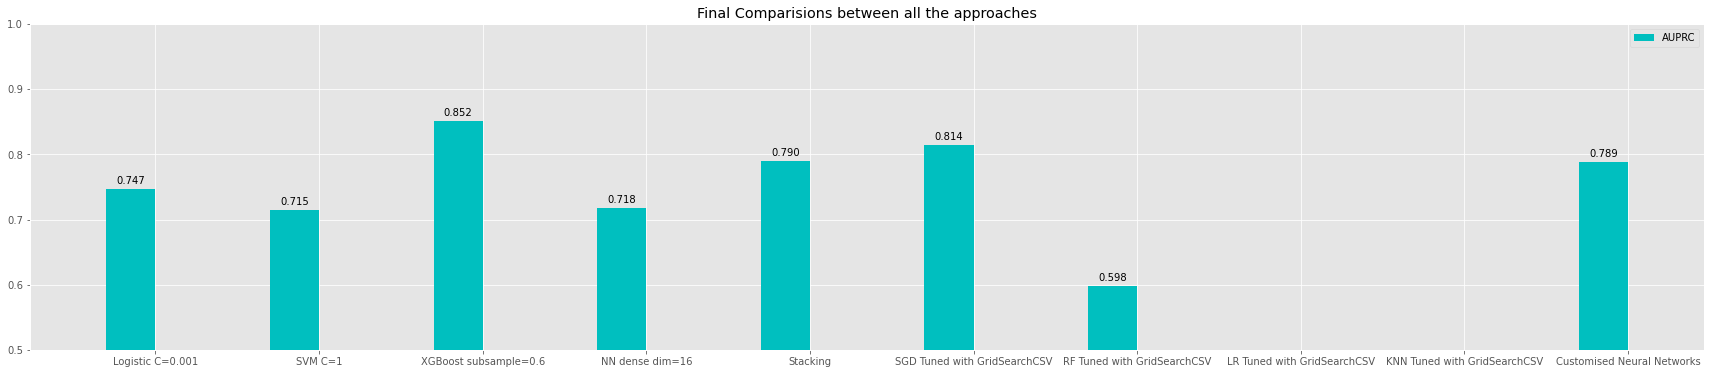 Final Comparisions between all the approaches
AUPRC
1.0
0.9
0.8
0.7
0.6
0.5
0.747
0.715
0.852
0.718
0.790
0.814
0.598
0.789
Logistic C=0.001
SVM C=1
XGBoost subsample=0.6
NN dense dim=16
Stacking
SGD Tuned with GridSearchCSV
RF Tuned with GridSearchCSV
LR Tuned with GridSearchCSV
KNN Tuned with GridSearchCSV
Customised Neural Networks